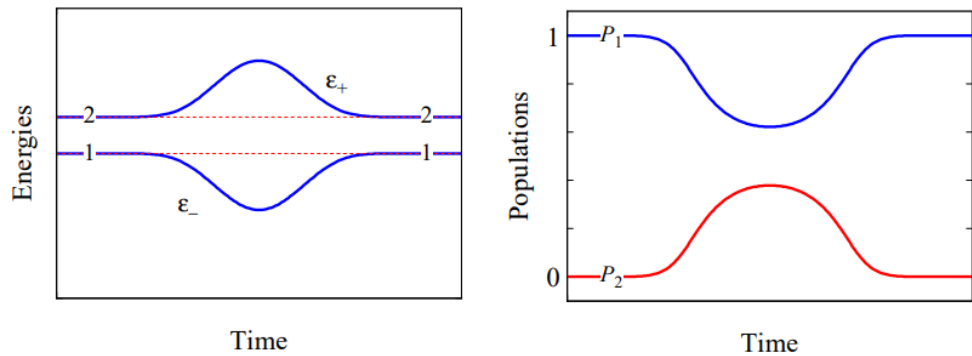 Energies
2
2
1
1
ε₊
ε₋
Time
Populations
1
0
P₁
P₂
Time